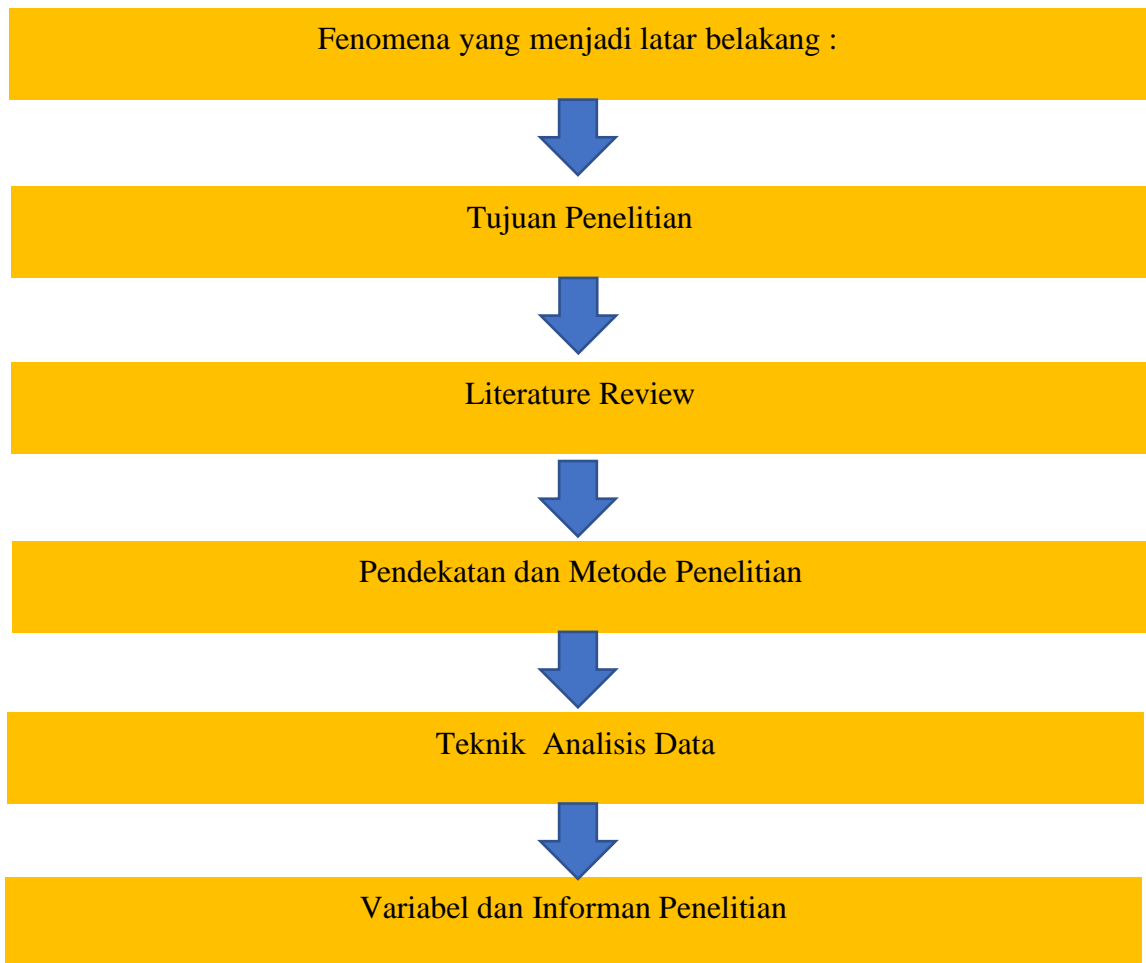 Fenomena yang menjadi latar belakang :
Tujuan Penelitian
Literature Review
Pendekatan dan Metode Penelitian
Teknik  Analisis Data
Variabel dan Informan Penelitian